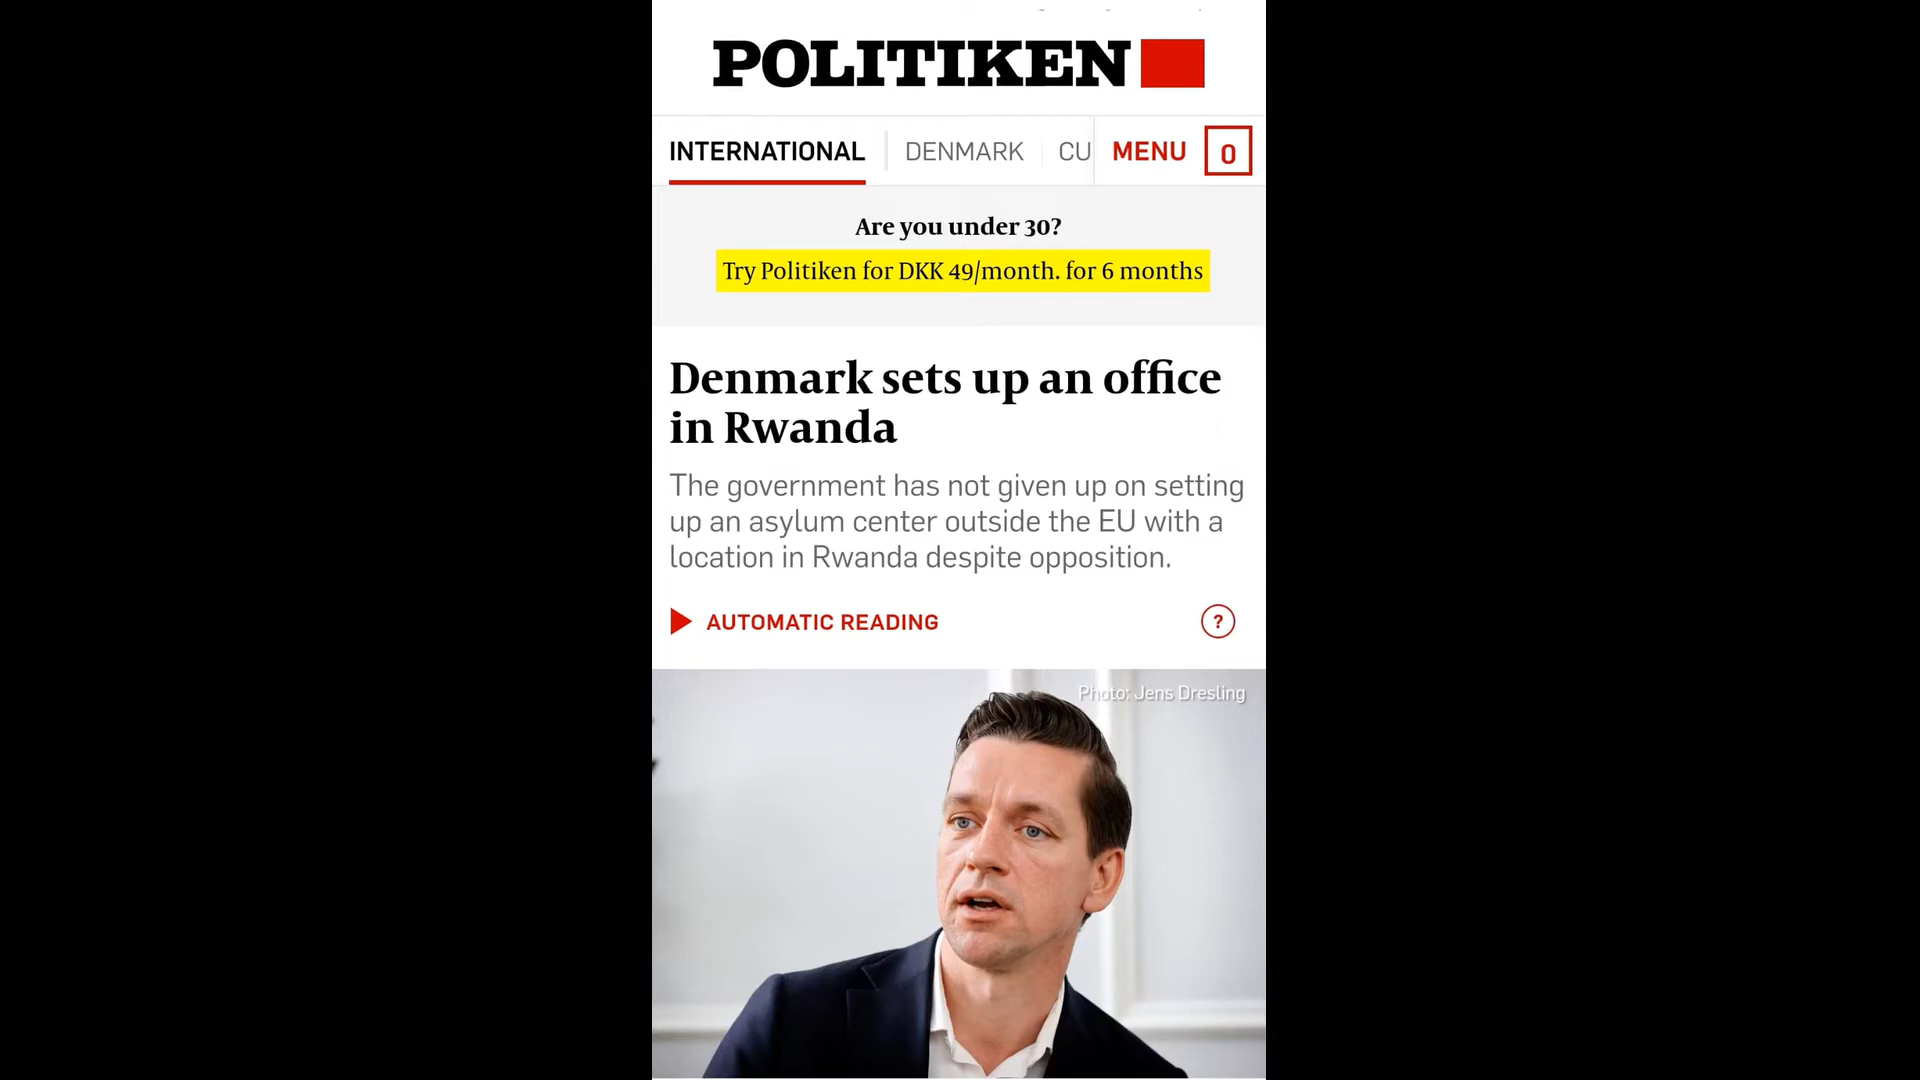 POLITIKEN
INTERNATIONAL
DENMARK
CU
MENU
0
Are you under 30?
Try Politiken for DKK 49/month. for 6 months
Denmark sets up an office
in Rwanda
The government has not given up on setting
up an asylum center outside the EU with a
location in Rwanda despite opposition.
AUTOMATIC READING
?
Photo: Jens Dresling